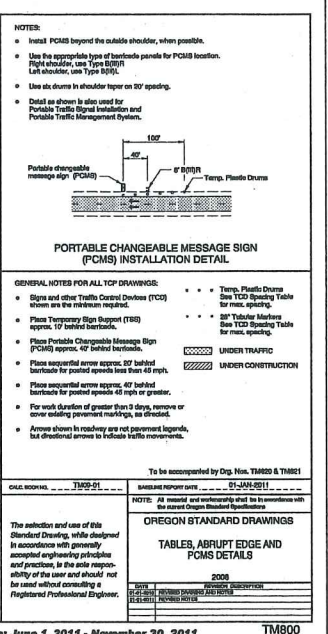 NOTES:
Install PCMS beyond the outside shoulder, when possible.
Use the appropriate type of barricade panels for PCMS location.
Right shoulder, use Type B(III)R
Left shoulder, use Type B(III)L
Use six drums in shoulder taper on 20' spacing.
Detail as shown is also used for
Portable Traffic Signal Installation and
Portable Traffic Management System.
100'
40'
Portable changeable
message sign (PCMS)
8' B(III)R
Temp. Plastic Drums
PORTABLE CHANGEABLE MESSAGE SIGN
(PCMS) INSTALLATION DETAIL
GENERAL NOTES FOR ALL TCP DRAWINGS:
Signs and other Traffic Control Devices (TCD)
shown are the minimum required.
Place Temporary Sign Support (TSS)
approx. 10' behind barricade.
Place Portable Changeable Message Sign
(PCMS) approx. 40' behind barricade.
Place sequential arrow approx. 20' behind
barricade for posted speeds less than 45 mph.
Place sequential arrow approx. 40' behind
barricade for posted speeds 45 mph or greater.
For work duration of greater than 3 days, remove or
cover existing pavement markings, as directed.
Arrows shown in roadway are not pavement legends,
but directional arrows to indicate traffic movements.
Temp. Plastic Drums
See TCD Spacing Table
for max. spacing.
28" Tubular Markers
See TCD Spacing Table
for max. spacing.
UNDER TRAFFIC
UNDER CONSTRUCTION
To be accompanied by Drg. Nos. TM820 & TM821
CALC. BOOK NO. TM09-01
BASELINE REPORT DATE 01-JAN-2011
NOTE: All material and workmanship shall be in accordance with
the current Oregon Standard Specifications
The selection and use of this
Standard Drawing, while designed
in accordance with generally
accepted engineering principles
and practices, is the sole respon-
sibility of the user and should not
be used without consulting a
Registered Professional Engineer.
OREGON STANDARD DRAWINGS
TABLES, ABRUPT EDGE AND
PCMS DETAILS
2008
DATE REVISION DESCRIPTION
01-01-2010 REVISED DRAWING AND NOTES
01-01-2011 REVISED NOTES
June 1, 2011 - November 30, 2011
TM800